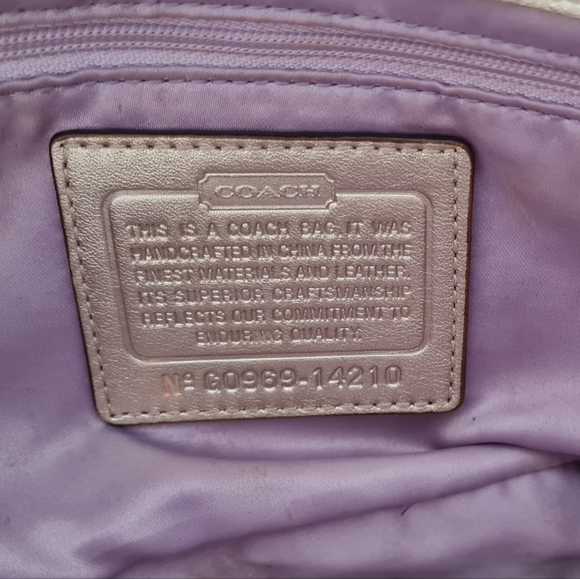 COACH
THIS IS A COACH BAG. IT WAS
HANDCRAFTED IN CHINA FROM THE
FINEST MATERIALS AND LEATHER.
ITS SUPERIOR CRAFTSMANSHIP
REFLECTS OUR COMMITMENT TO
ENDURING QUALITY.
Nº G0969-14210